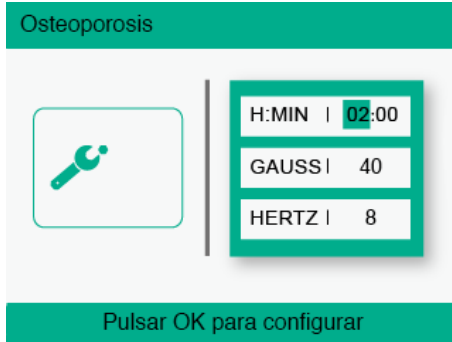 Osteoporosis
H:MIN | 02:00
GAUSS| 40
HERTZ | 8
Pulsar OK para configurar